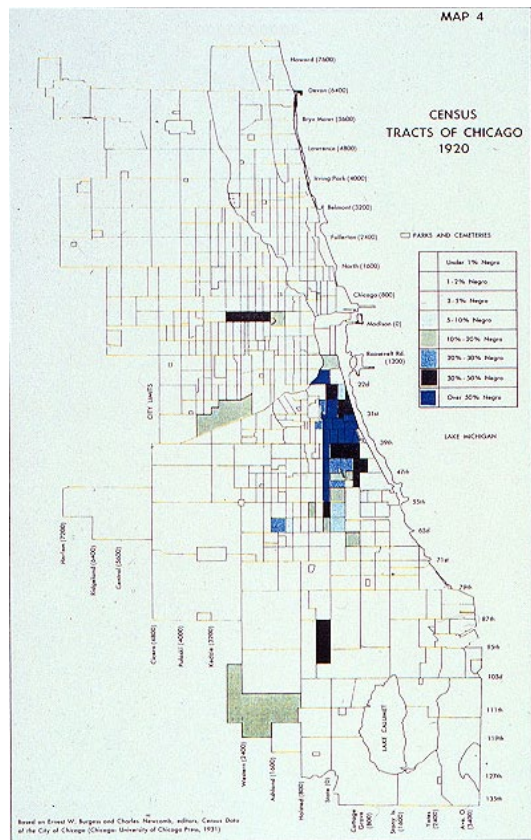 MAP 4
CENSUS
TRACTS OF CHICAGO
1920
Howard (7600)
Devon (6400)
Bryn Mawr (5600)
Lawrence (4800)
Irving Park (4000)
Belmont (3200)
Fullerton (2400)
North (1600)
Chicago (800)
Madison (0)
Roosevelt Rd.
(1200)
PARKS AND CEMETERIES
Under 1% Negro
1-2% Negro
5-10% Negro
10%-20% Negro
20%-30% Negro
30%-50% Negro
Over 50% Negro
CITY LIMITS
22d
31st
39th
47th
55th
63d
71st
79th
87th
95th
103d
111th
119th
127th
135th
LAKE MICHIGAN
LAKE CALUMET
Harlem (7200)
Ridgeland (6400)
Central (5600)
Cicero (4800)
Pulaski (4000)
Kedzie (3200)
Western (2400)
Ashland (1600)
Halsted (800)
State (0)
Cottage
Grove
(800)
Stony Is.
(1600)
Yates
(2400)
Ave. O
(3400)
Based on Ernest W. Burgess and Charles Newcomb, editors, Census Data
of the City of Chicago (Chicago: University of Chicago Press, 1931)